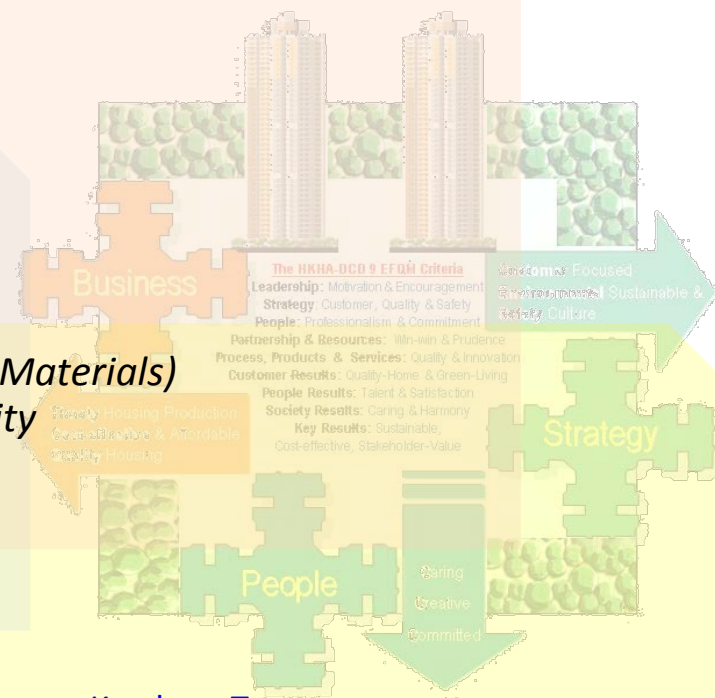 Business
The HKHA-DCD 9 EFQM Criteria
Leadership: Motivation & Encouragement
Strategy: Customer, Quality & Safety
People: Professionalism & Commitment
Partnership & Resources: Win-win & Prudence
Process, Products & Services: Quality & Innovation
Customer Results: Quality-Home & Green-Living
People Results: Talent & Satisfaction
Society Results: Caring & Harmony
Key Results: Sustainable,
Cost-effective, Stakeholder-Value
Customer Focused
Environmental Sustainable &
Safety Culture
Materials)
ity
Housing Production
& Affordable
Housing
Strategy
People
Caring
Creative
Committed